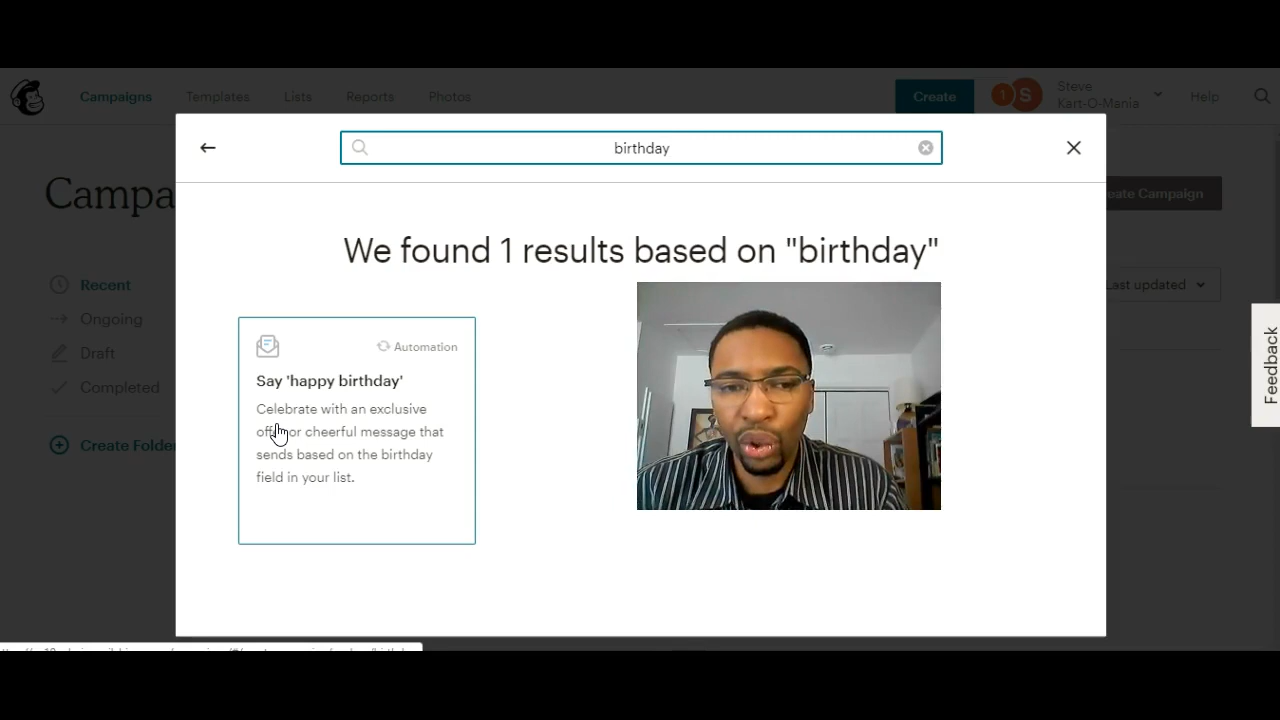 Campaigns Templates Lists Reports Photos Create 1 S Steve Help
Kart-O-Mania
birthday
Campa
eate Campaign
We found 1 results based on "birthday"
Recent
Last updated
Ongoing
Draft
Completed
Create Folder
Automation
Say 'happy birthday'
Celebrate with an exclusive
or cheerful message that
sends based on the birthday
field in your list.
Feedback